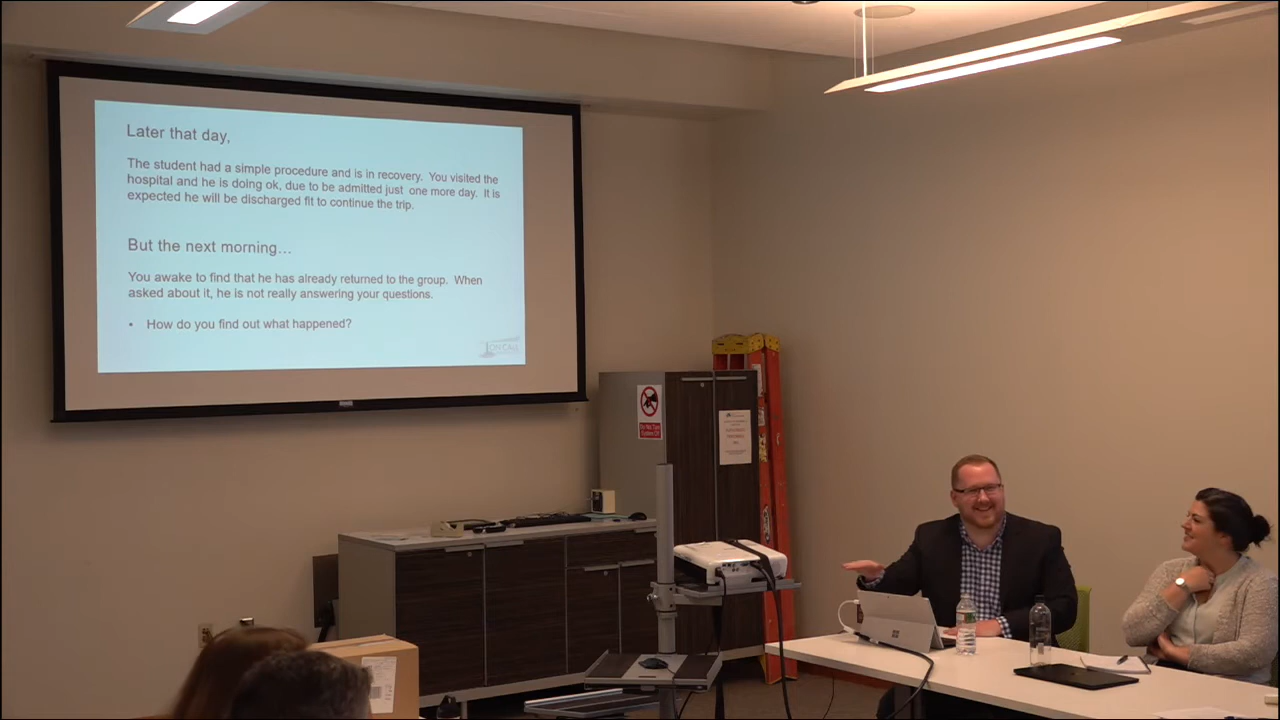 Later that day,
The student had a simple procedure and is in recovery. You visited the
hospital and he is doing ok, due to be admitted just one more day. It is
expected he will be discharged fit to continue the trip.
But the next morning…
You awake to find that he has already returned to the group. When
asked about it, he is not really answering your questions.
• How do you find out what happened?
ON CALL